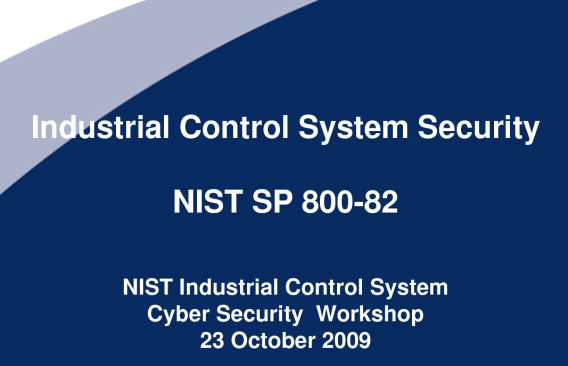 Industrial Control System Security
NIST SP 800-82
NIST Industrial Control System
Cyber Security Workshop
23 October 2009